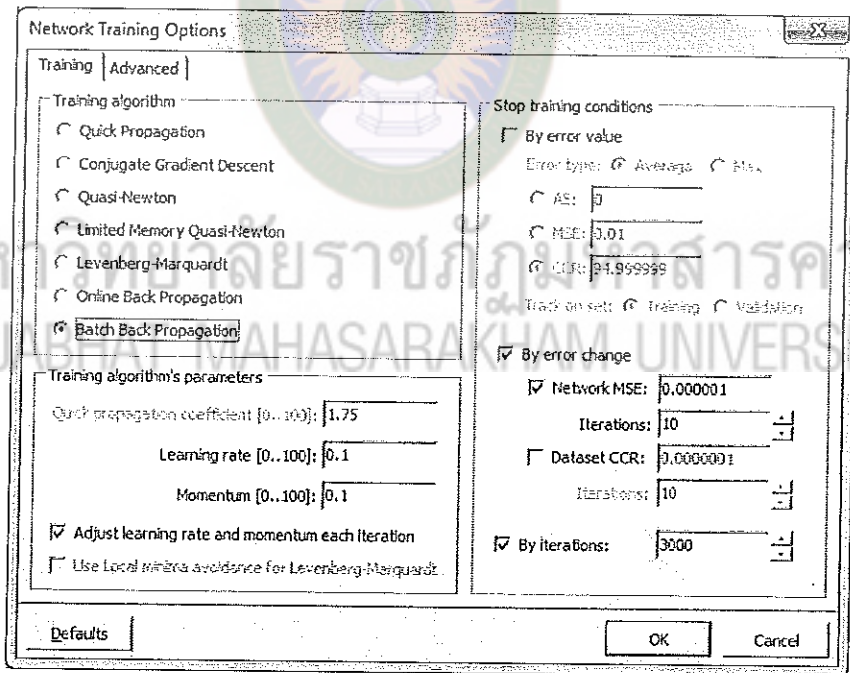 Network Training Options
Training
Advanced
Training algorithm
Quick Propagation
Conjugate Gradient Descent
Quasi-Newton
Limited Memory Quasi-Newton
Levenberg-Marquardt
Online Back Propagation
Batch Back Propagation
Training algorithm's parameters
Quick propagation coefficient [0..100]: 1.75
Learning rate [0..100]: 0.1
Momentum [0..100]: 0.1
Adjust learning rate and momentum each iteration
Use Local minima avoidance for Levenberg-Marquardt
Stop training conditions
By error value
Error type: Average Max
AE: 0
MSE: 0.01
CCR: 94.999999
Track on set: Training Validation
By error change
Network MSE: 0.000001
Iterations: 10
Dataset CCR: 0.0000001
Iterations: 10
By iterations: 3000
Defaults
OK
Cancel
MAHASARAKHAM